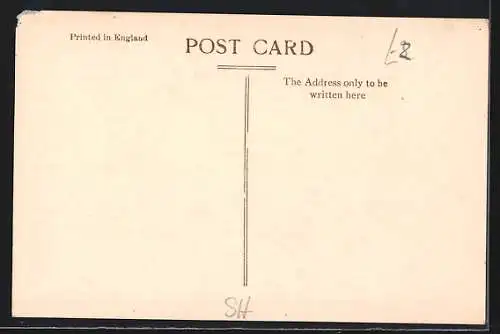 Printed in England
POST CARD
The Address only to be
written here
SH